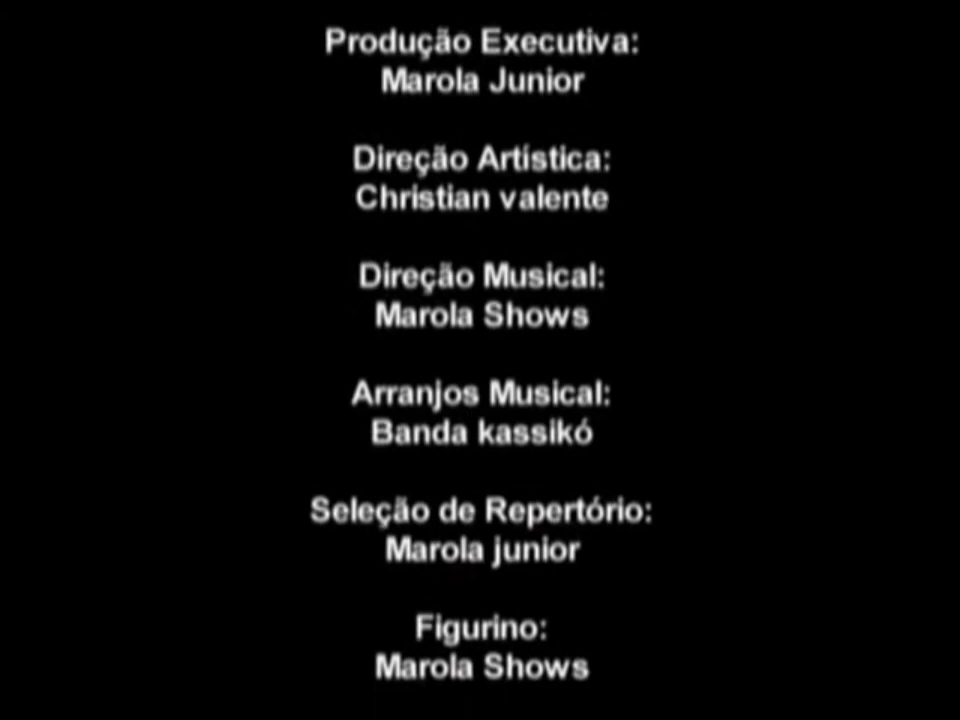 Produção Executiva:
Marola Junior
Direção Artística:
Christian valente
Direção Musical:
Marola Shows
Arranjos Musical:
Banda kassikó
Seleção de Repertório:
Marola junior
Figurino:
Marola Shows